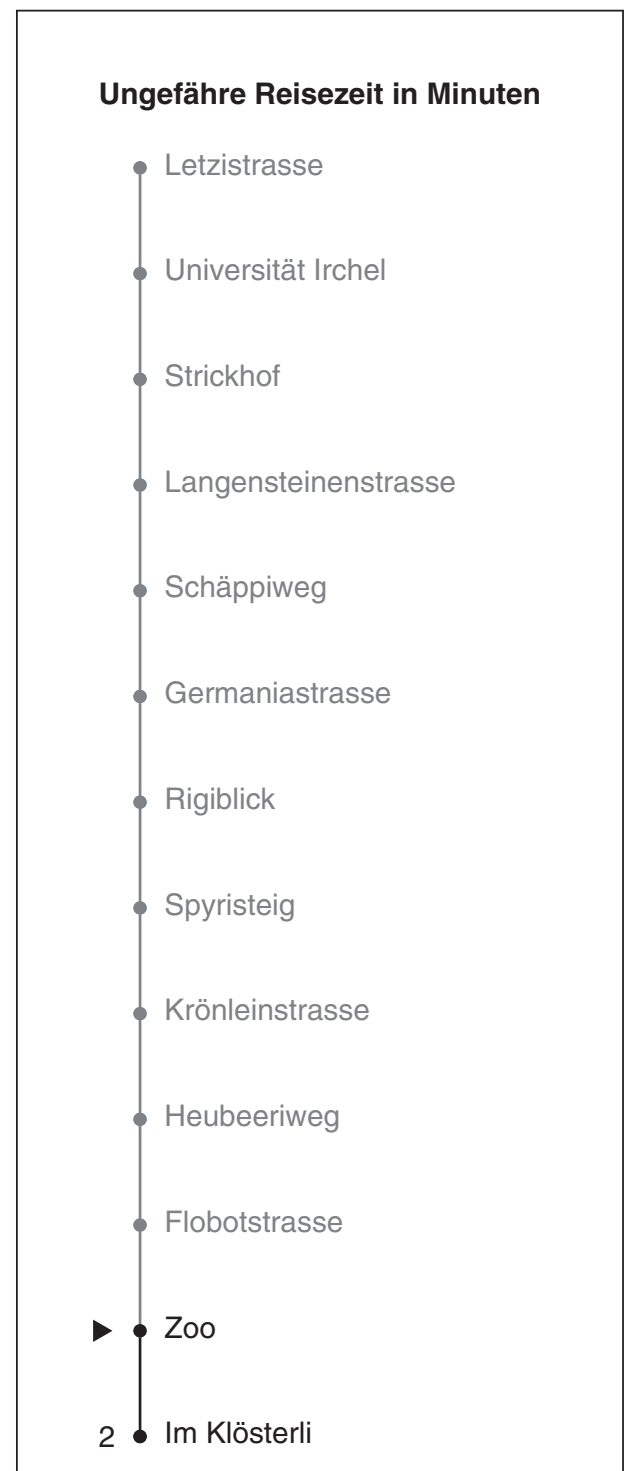 Ungefähre Reisezeit in Minuten
Letzistrasse
Universität Irchel
Strickhof
Langensteinenstrasse
Schäppiweg
Germaniastrasse
Rigiblick
Spyristeig
Krönleinstrasse
Heubeeriweg
Flobotstrasse
Zoo
2 Im Klösterli